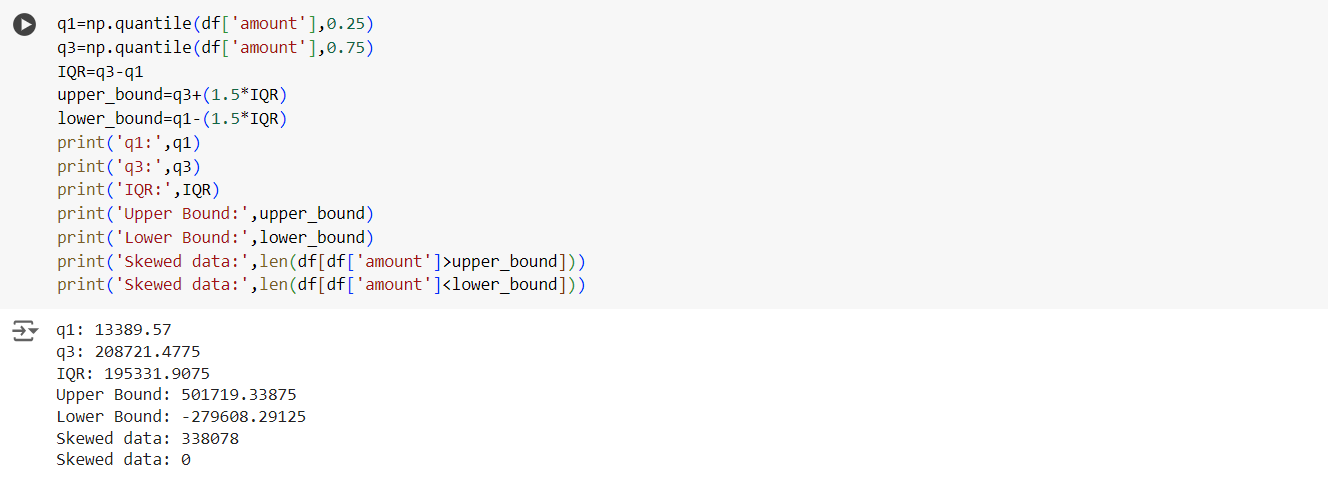 q1=np.quantile(df['amount'],0.25)
q3=np.quantile(df['amount'],0.75)
IQR=q3-q1
upper_bound=q3+(1.5*IQR)
lower_bound=q1-(1.5*IQR)
print('q1:',q1)
print('q3:',q3)
print('IQR:',IQR)
print('Upper Bound:',upper_bound)
print('Lower Bound:',lower_bound)
print('Skewed data:',len(df[df['amount']>upper_bound]))
print('Skewed data:',len(df[df['amount']<lower_bound]))
q1: 13389.57
q3: 208721.4775
IQR: 195331.9075
Upper Bound: 501719.33875
Lower Bound: -279608.29125
Skewed data: 338078
Skewed data: 0